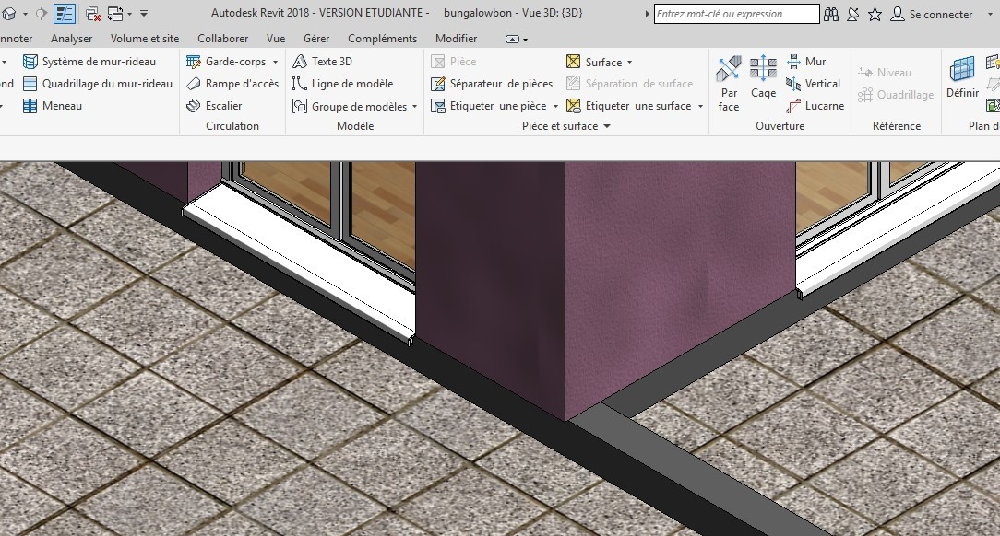 Autodesk Revit 2018 - VERSION ETUDIANTE - bungalowbon - Vue 3D: {3D}
Entrez mot-clé ou expression
Se connecter
Analyser Volume et site Collaborer Vue Gérer Compléments Modifier
Système de mur-rideau Garde-corps Texte 3D Pièce Surface Mur
Quadrillage du mur-rideau Rampe d'accès Ligne de modèle Séparateur de pièces Séparation de surface Par face Cage Vertical Niveau Définir
Meneau Escalier Groupe de modèles Etiqueter une pièce Etiqueter une surface Lucarne Quadrillage
Circulation Modèle Pièce et surface Ouverture Référence